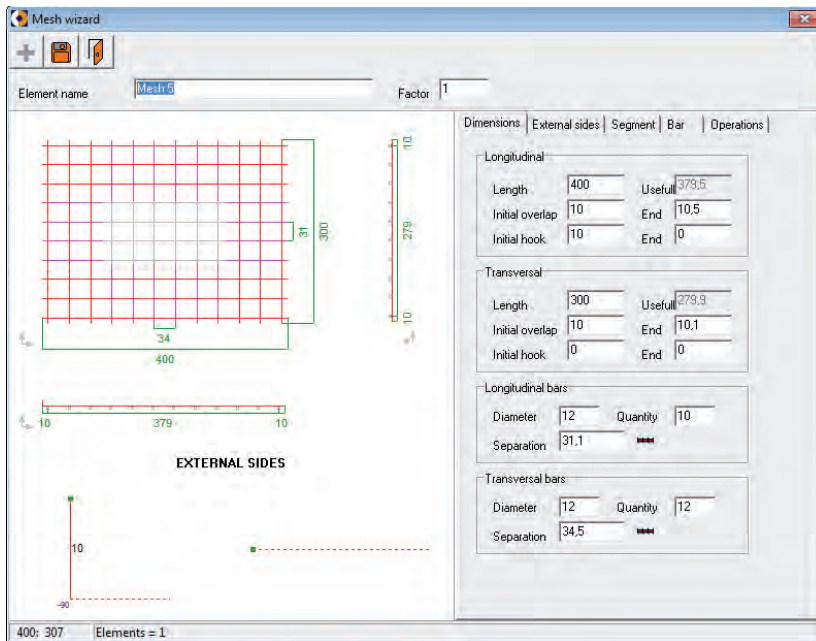 Mesh wizard
Element name Mesh 5 Factor 1
Dimensions External sides Segment Bar Operations
10
279
10
31
300
34
400
10 379 10
EXTERNAL SIDES
10
-90
Longitudinal
Length 400 Usefull 379,5
Initial overlap 10 End 10,5
Initial hook 10 End 0
Transversal
Length 300 Usefull 279,9
Initial overlap 10 End 10,1
Initial hook 0 End 0
Longitudinal bars
Diameter 12 Quantity 10
Separation 31,1
Transversal bars
Diameter 12 Quantity 12
Separation 34,5
400; 307 Elements = 1